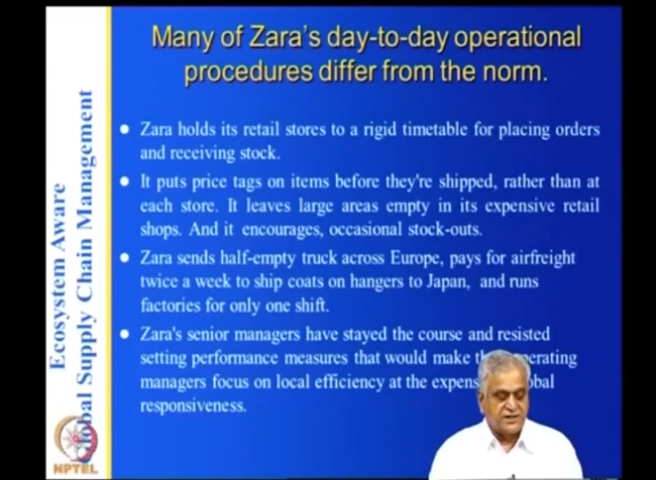 Many of Zara's day-to-day operational
procedures differ from the norm.
Zara holds its retail stores to a rigid timetable for placing orders
and receiving stock.
It puts price tags on items before they're shipped, rather than at
each store. It leaves large areas empty in its expensive retail
shops. And it encourages, occasional stock-outs.
Zara sends half-empty truck across Europe, pays for airfreight
twice a week to ship coats on hangers to Japan, and runs
factories for only one shift.
Zara's senior managers have stayed the course and resisted
setting performance measures that would make
managers focus on local efficiency at the
responsiveness.
Ecosystem Aware
Global Supply Chain Management
NPTEL